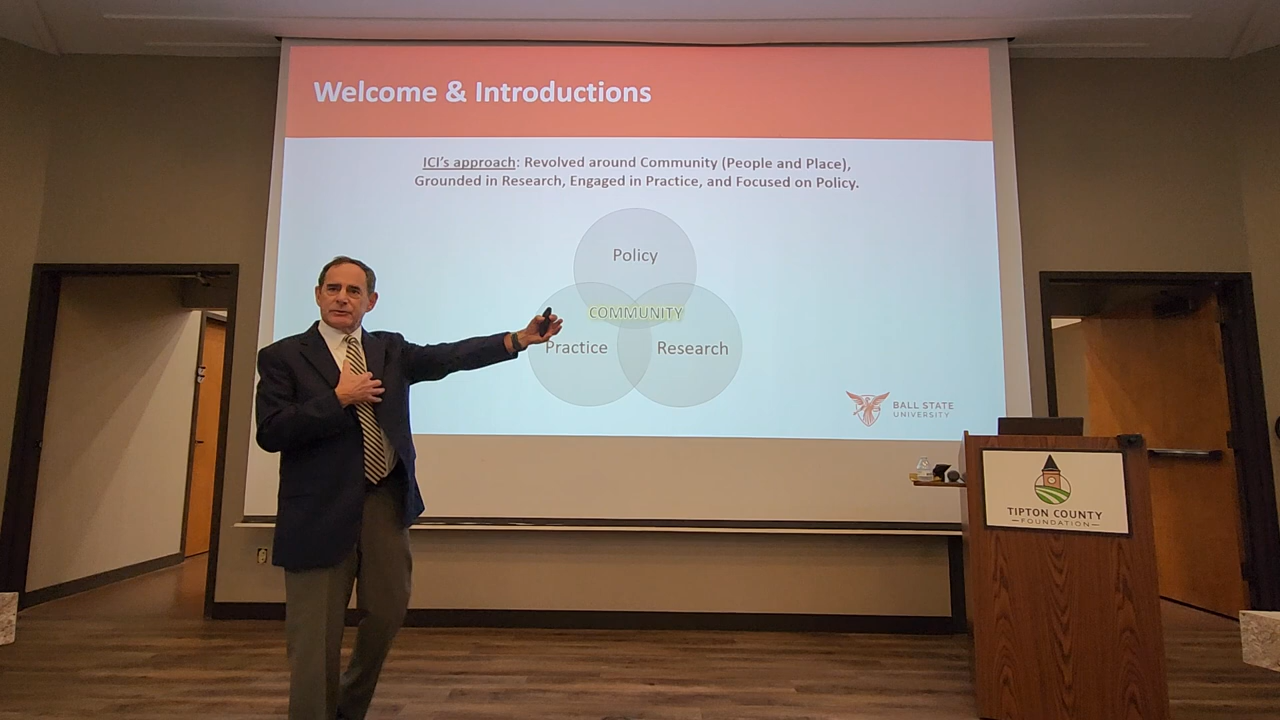 Welcome & Introductions
ICI's approach: Revolved around Community (People and Place),
Grounded in Research, Engaged in Practice, and Focused on Policy.
Policy
COMMUNITY
Practice
Research
BALL STATE
UNIVERSITY
TIPTON COUNTY
FOUNDATION